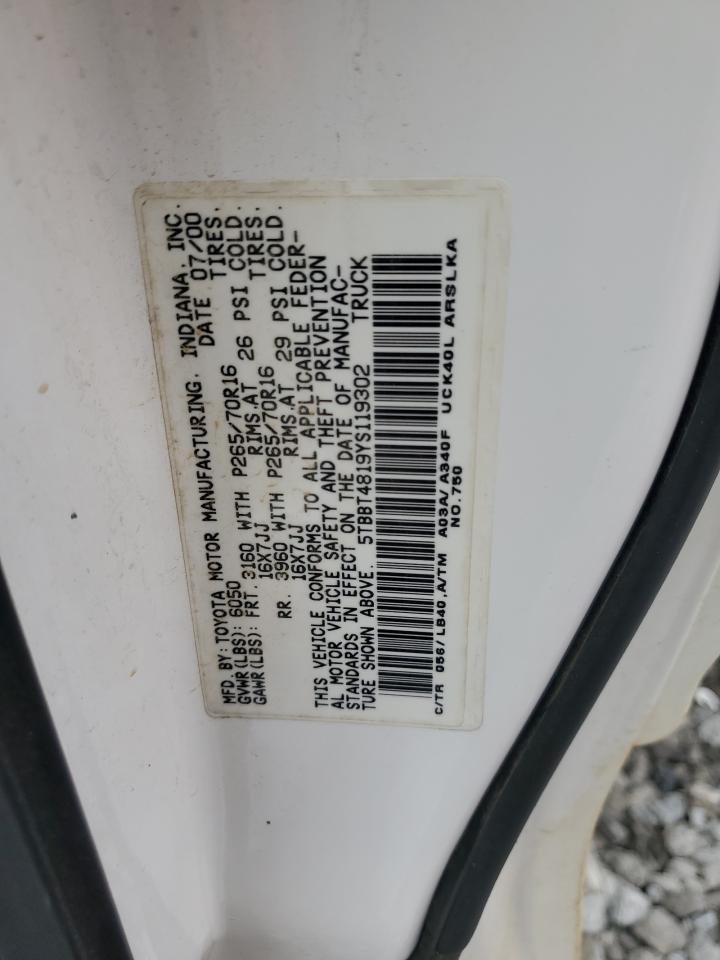 MFD. BY: TOYOTA MOTOR MANUFACTURING, INDIANA, INC.
GVWR(LBS): 6050 DATE 07/00
GAWR(LBS): FRT. 3160 WITH P265/70R16 TIRES,
16X7JJ RIMS,AT 26 PSI COLD.
RR. 3960 WITH P265/70R16 TIRES,
16X7JJ RIMS,AT 29 PSI COLD.
THIS VEHICLE CONFORMS TO ALL APPLICABLE FEDER-
AL MOTOR VEHICLE SAFETY AND THEFT PREVENTION
STANDARDS IN EFFECT ON THE DATE OF MANUFAC-
TURE SHOWN ABOVE. 5TBBT4819YS119302 TRUCK
C/TR 056/LB40,A/TM A03A/A340F UCK40L ARSLKA
NO.750